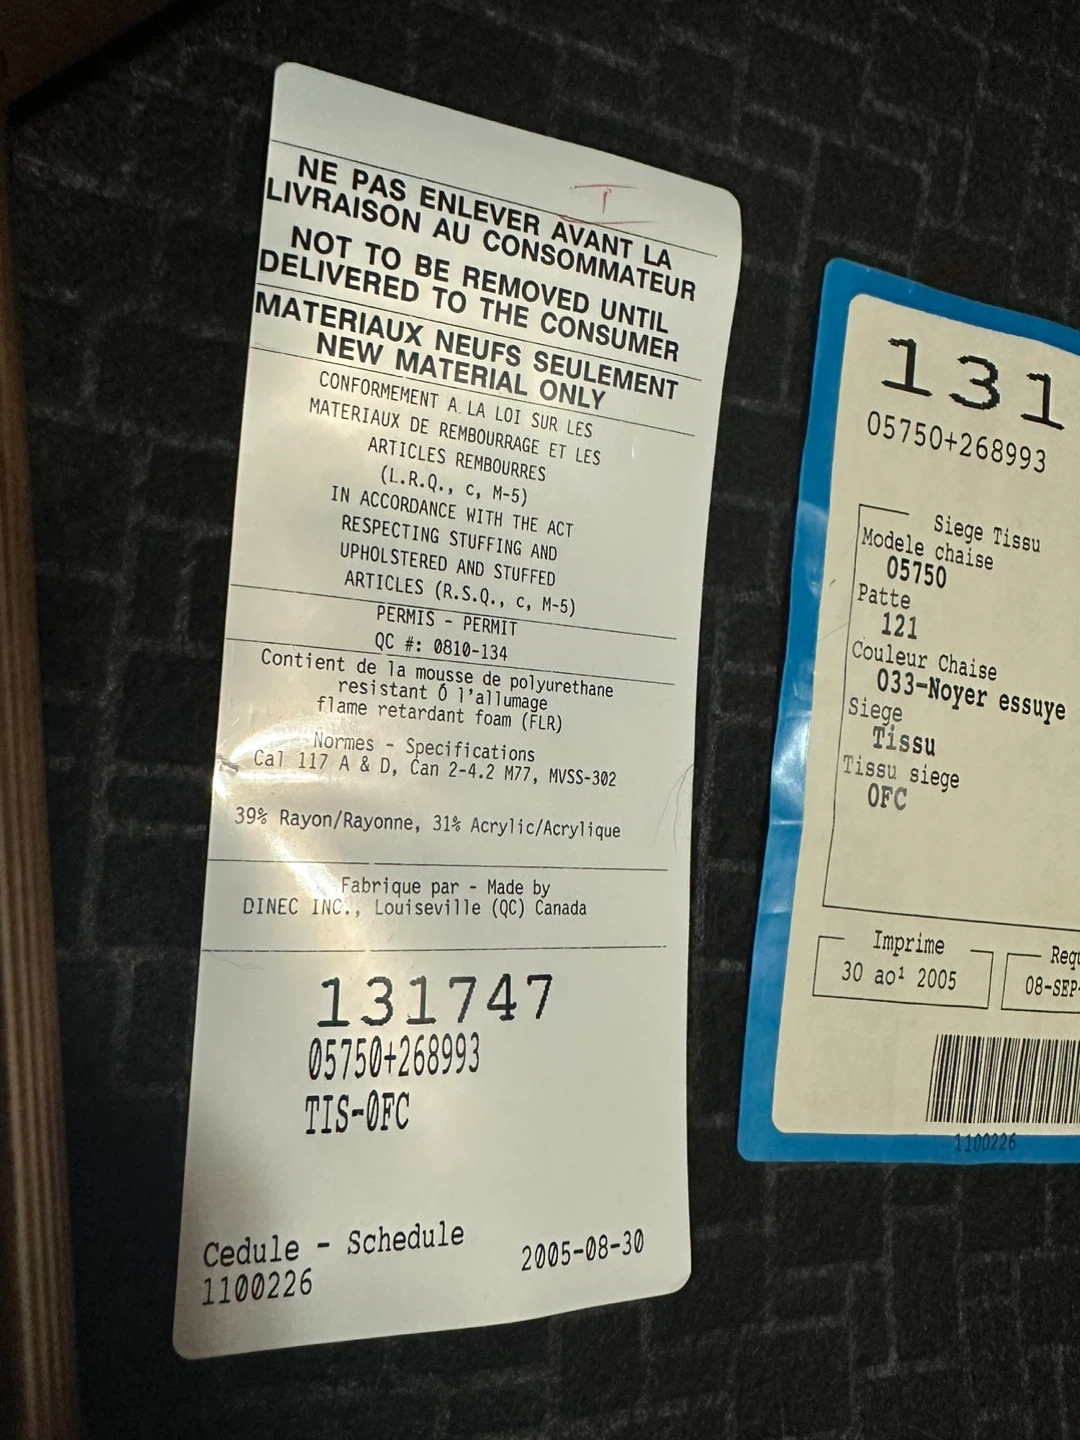 NE PAS ENLEVER AVANT LA
LIVRAISON AU CONSOMMATEUR
NOT TO BE REMOVED UNTIL
DELIVERED TO THE CONSUMER
MATERIAUX NEUFS SEULEMENT
NEW MATERIAL ONLY
CONFORMEMENT A LA LOI SUR LES
MATERIAUX DE REMBOURRAGE ET LES
ARTICLES REMBOURRES
(L.R.Q., c, M-5)
IN ACCORDANCE WITH THE ACT
RESPECTING STUFFING AND
UPHOLSTERED AND STUFFED
ARTICLES (R.S.Q., c, M-5)
PERMIS - PERMIT
QC #: 0810-134
Contient de la mousse de polyurethane
resistant Ó l'allumage
flame retardant foam (FLR)
Normes - Specifications
Cal 117 A & D, Can 2-4.2 M77, MVSS-302
39% Rayon/Rayonne, 31% Acrylic/Acrylique
Fabrique par - Made by
DINEC INC., Louiseville (QC) Canada
131747
05750+268993
TIS-0FC
Cedule - Schedule
1100226
2005-08-30
131
05750+268993
Siege Tissu
Modele chaise
05750
Patte
121
Couleur Chaise
033-Noyer essuye
Siege
Tissu
Tissu siege
0FC
Imprime
30 ao¹ 2005
Requ
08-SEP-
1100226